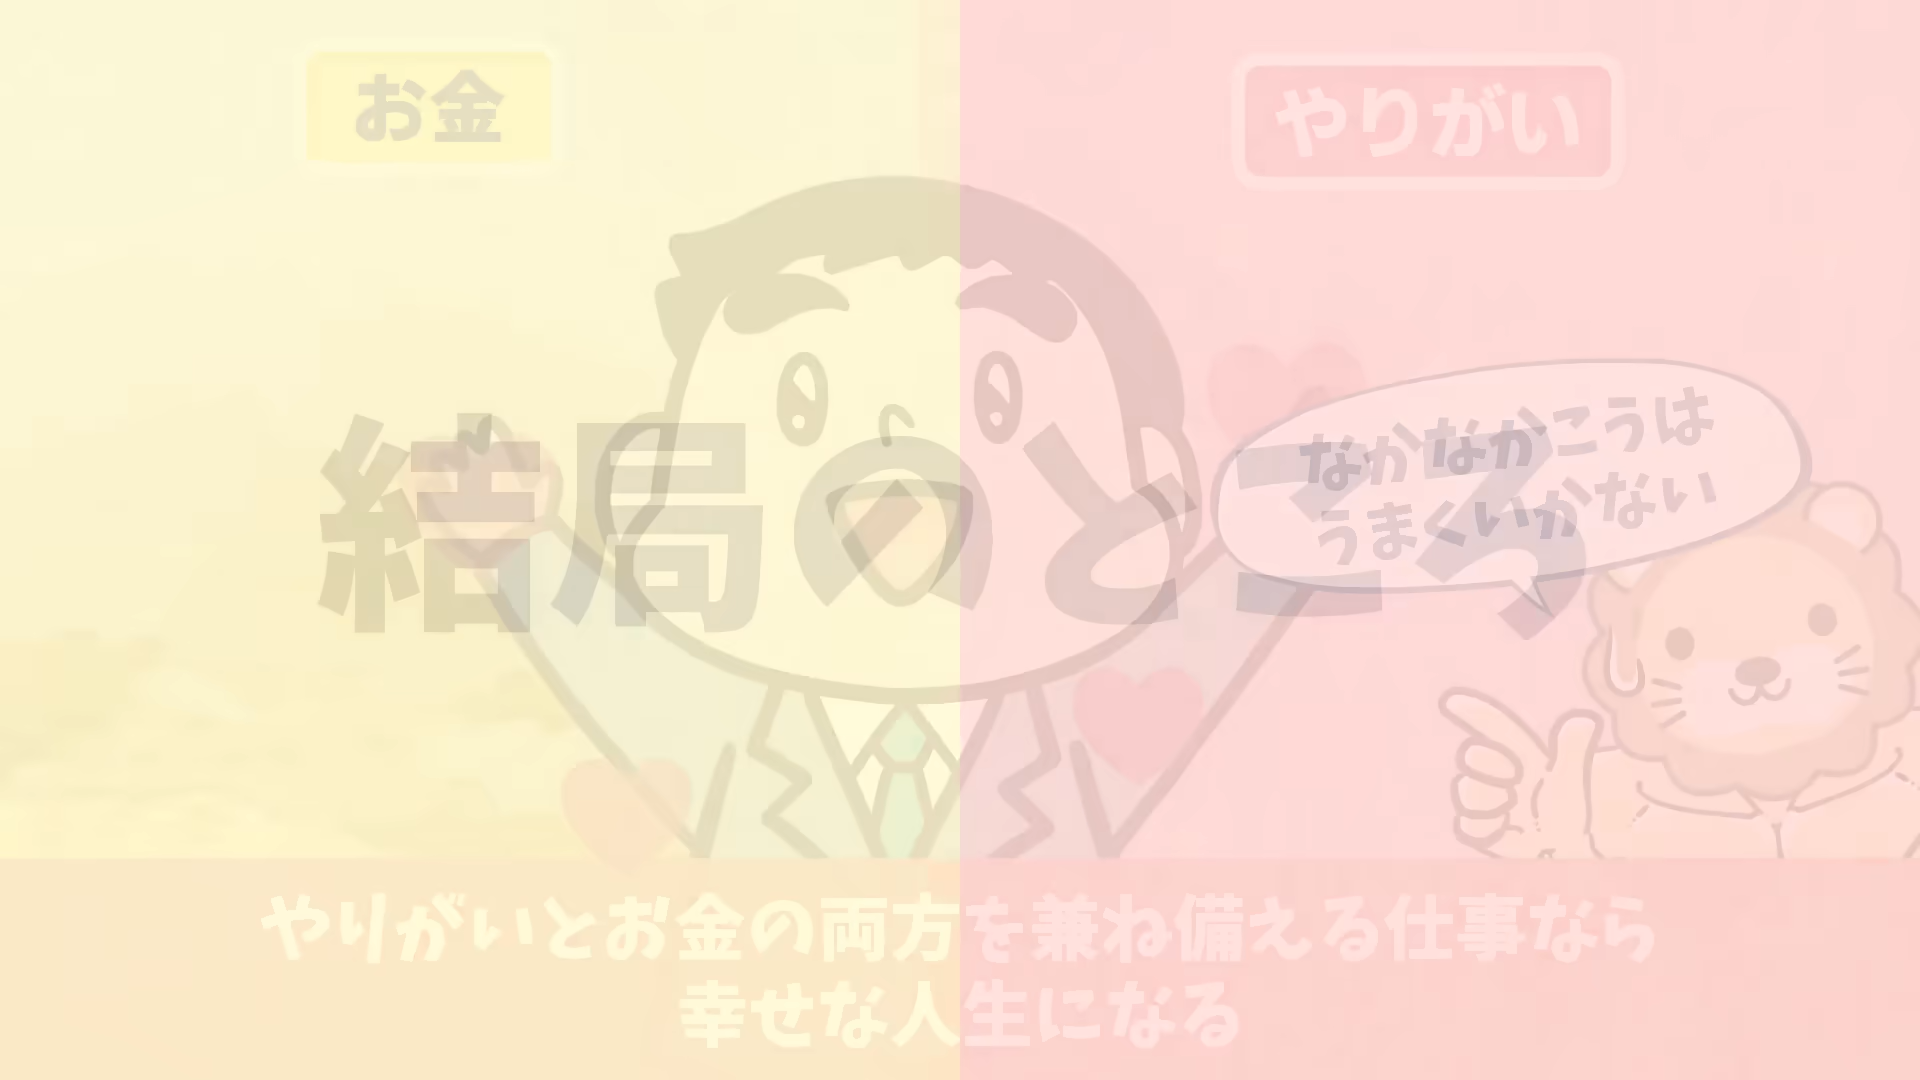 お金
やりがい
結局のところ
なかなかこうは
うまくいかない
やりがいとお金の両方を兼ね備える仕事なら
幸せな人生になる